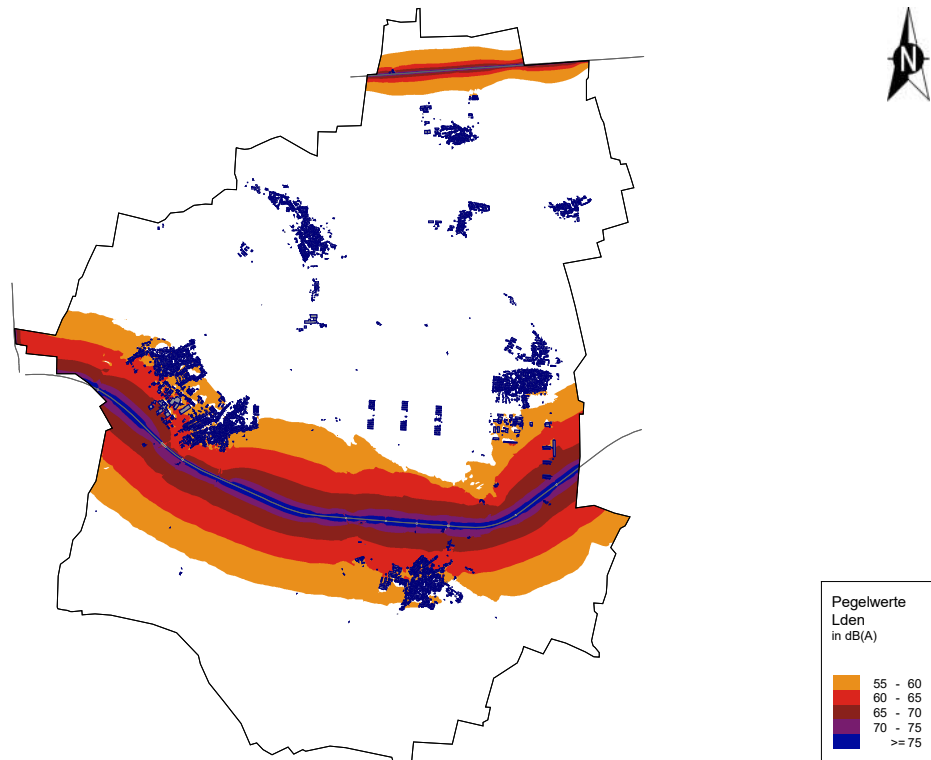 N
Pegelwerte
Lden
in dB(A)
55 - 60
60 - 65
65 - 70
70 - 75
>= 75